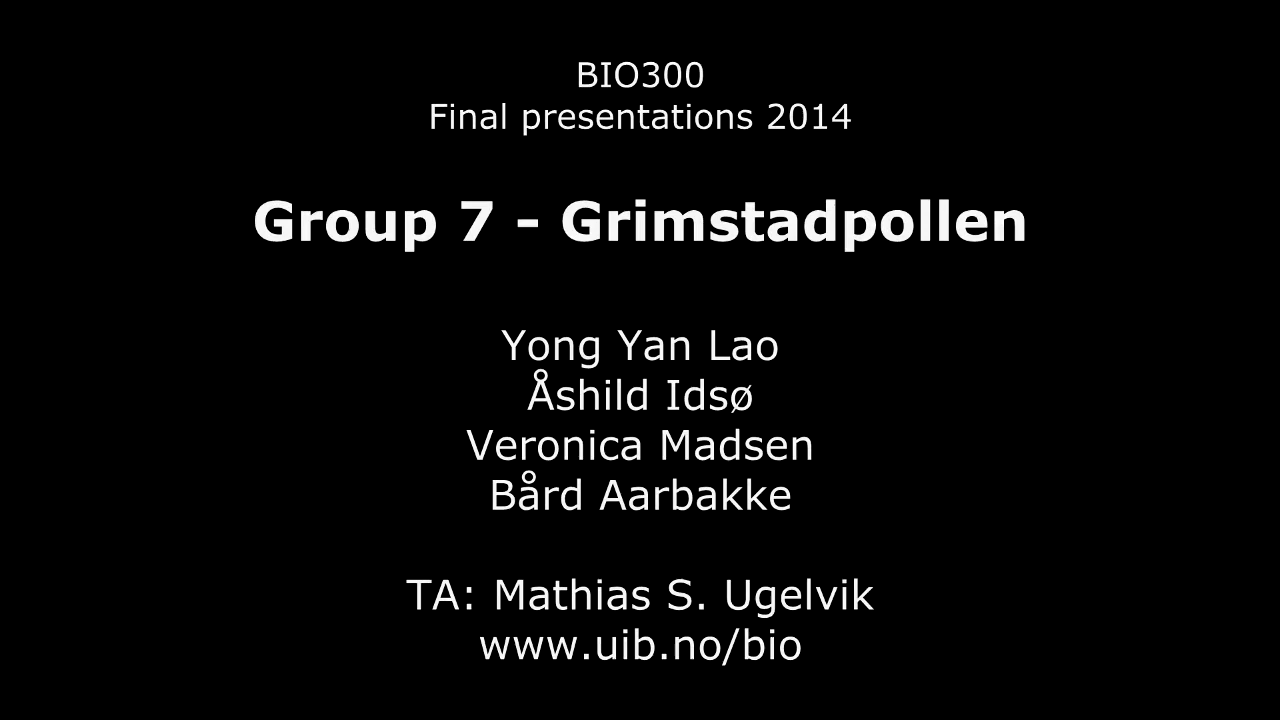 BIO300
Final presentations 2014
Group 7 - Grimstadpollen
Yong Yan Lao
Åshild Idsø
Veronica Madsen
Bård Aarbakke
TA: Mathias S. Ugelvik
www.uib.no/bio